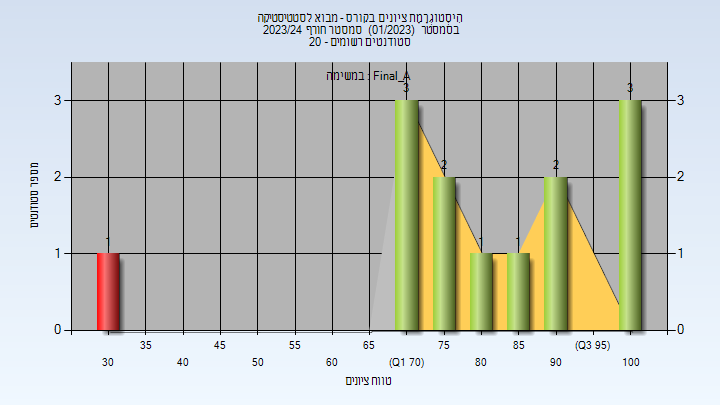 הִיסְטוֹגְרָמַת ציונים בקורס - מבוא לסטטיסטיקה
בסמסטר (01/2023) סמסטר חורף 2023/24
סטודנטים רשומים - 20
במשימה : Final_A
3 3 3 3
מספר סטודנטים
2 2 2 2
1 1 1 1 1
0 0
35 45 55 65 75 85 (Q3 95)
30 40 50 60 (Q1 70) 80 90 100
טווח ציונים